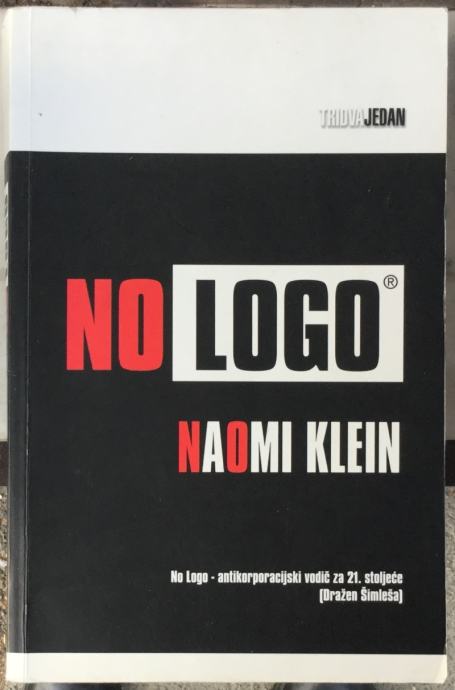 TRIDVAJEDAN
NO LOGO®
NAOMI KLEIN
No Logo - antikorporacijski vodič za 21. stoljeće
(Dražen Šimleša)